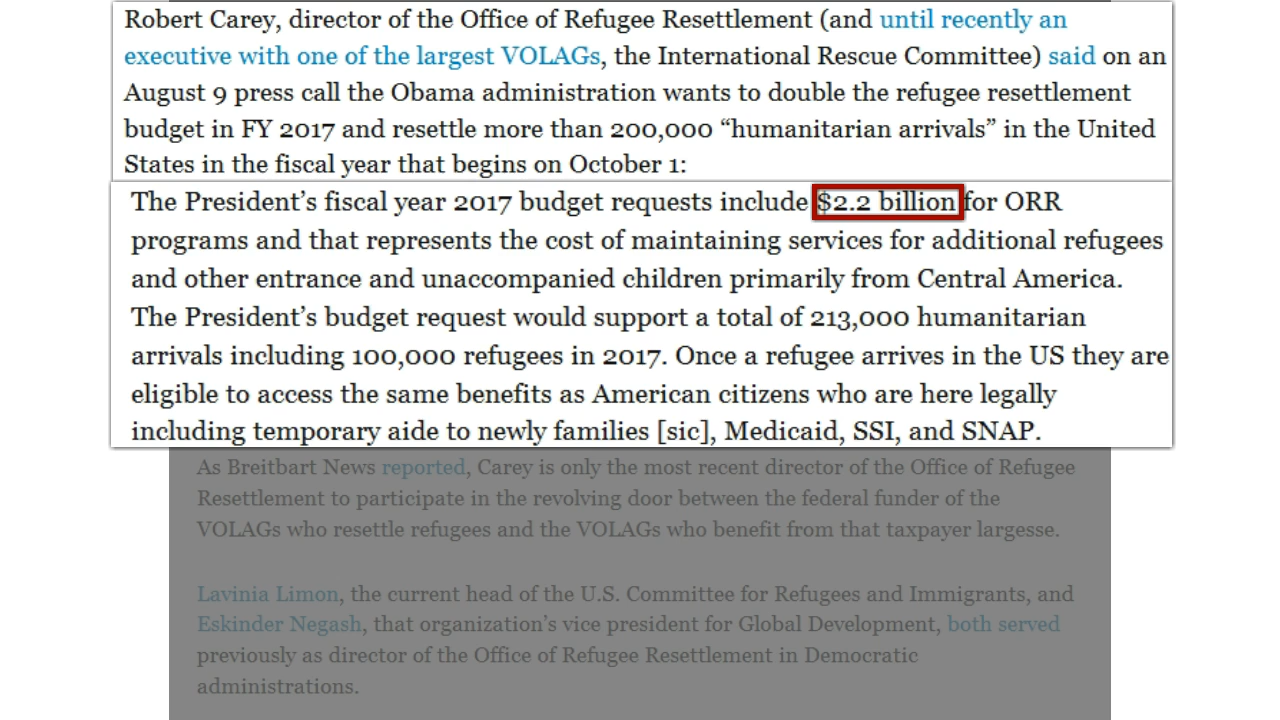 Robert Carey, director of the Office of Refugee Resettlement (and until recently an
executive with one of the largest VOLAGs, the International Rescue Committee) said on an
August 9 press call the Obama administration wants to double the refugee resettlement
budget in FY 2017 and resettle more than 200,000 “humanitarian arrivals” in the United
States in the fiscal year that begins on October 1:
The President’s fiscal year 2017 budget requests include $2.2 billion for ORR
programs and that represents the cost of maintaining services for additional refugees
and other entrance and unaccompanied children primarily from Central America.
The President’s budget request would support a total of 213,000 humanitarian
arrivals including 100,000 refugees in 2017. Once a refugee arrives in the US they are
eligible to access the same benefits as American citizens who are here legally
including temporary aide to newly families [sic], Medicaid, SSI, and SNAP.
As Breitbart News reported, Carey is only the most recent director of the Office of Refugee
Resettlement to participate in the revolving door between the federal funder of the
VOLAGs who resettle refugees and the VOLAGs who benefit from that taxpayer largesse.
Lavinia Limon, the current head of the U.S. Committee for Refugees and Immigrants, and
Eskinder Negash, that organization’s vice president for Global Development, both served
previously as director of the Office of Refugee Resettlement in Democratic
administrations.